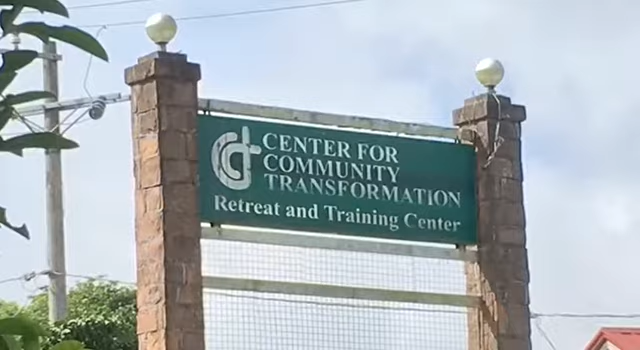 CENTER FOR
COMMUNITY
TRANSFORMATION
Retreat and Training Center